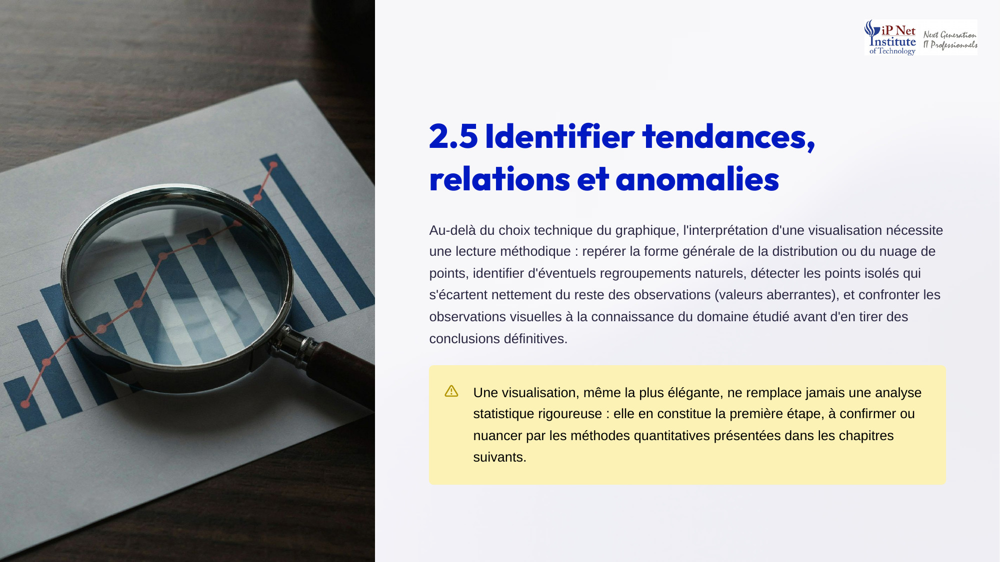 iP Net
Institute
of Technology
Next Generation
IT Professionnels
2.5 Identifier tendances,
relations et anomalies
Au-delà du choix technique du graphique, l'interprétation d'une visualisation nécessite
une lecture méthodique : repérer la forme générale de la distribution ou du nuage de
points, identifier d'éventuels regroupements naturels, détecter les points isolés qui
s'écartent nettement du reste des observations (valeurs aberrantes), et confronter les
observations visuelles à la connaissance du domaine étudié avant d'en tirer des
conclusions définitives.
Une visualisation, même la plus élégante, ne remplace jamais une analyse
statistique rigoureuse : elle en constitue la première étape, à confirmer ou
nuancer par les méthodes quantitatives présentées dans les chapitres
suivants.